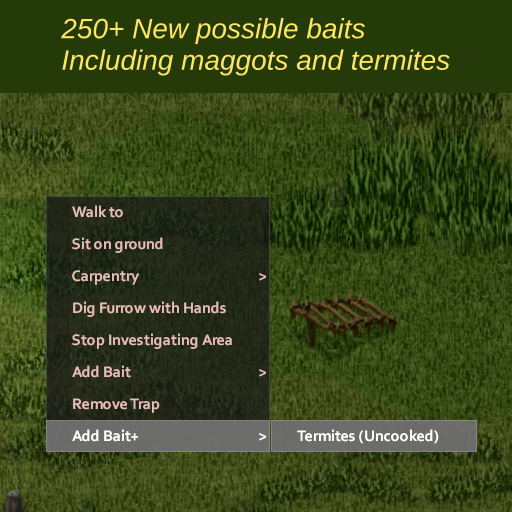 250+ New possible baits
Including maggots and termites
Walk to
Sit on ground
Carpentry >
Dig Furrow with Hands
Stop Investigating Area
Add Bait >
Remove Trap
Add Bait+ > Termites (Uncooked)